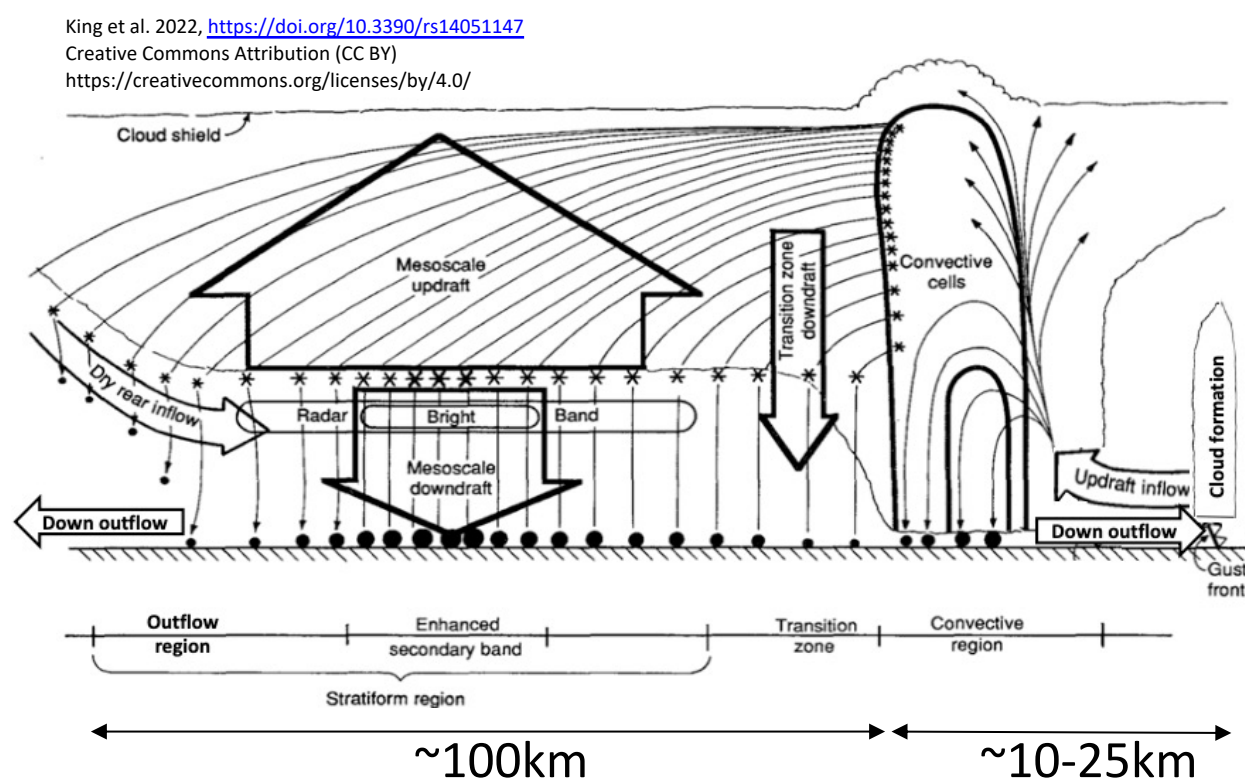 King et al. 2022, https://doi.org/10.3390/rs14051147
Creative Commons Attribution (CC BY)
https://creativecommons.org/licenses/by/4.0/
Cloud shield
Mesoscale
updraft
Transition zone
downdraft
Convective
cells
Dry rear inflow
Radar Bright Band
Mesoscale
downdraft
Updraft inflow
Cloud formation
Down outflow
Down outflow
Gust
front
Outflow
region
Enhanced
secondary band
Transition
zone
Convective
region
Stratiform region
~100km
~10-25km